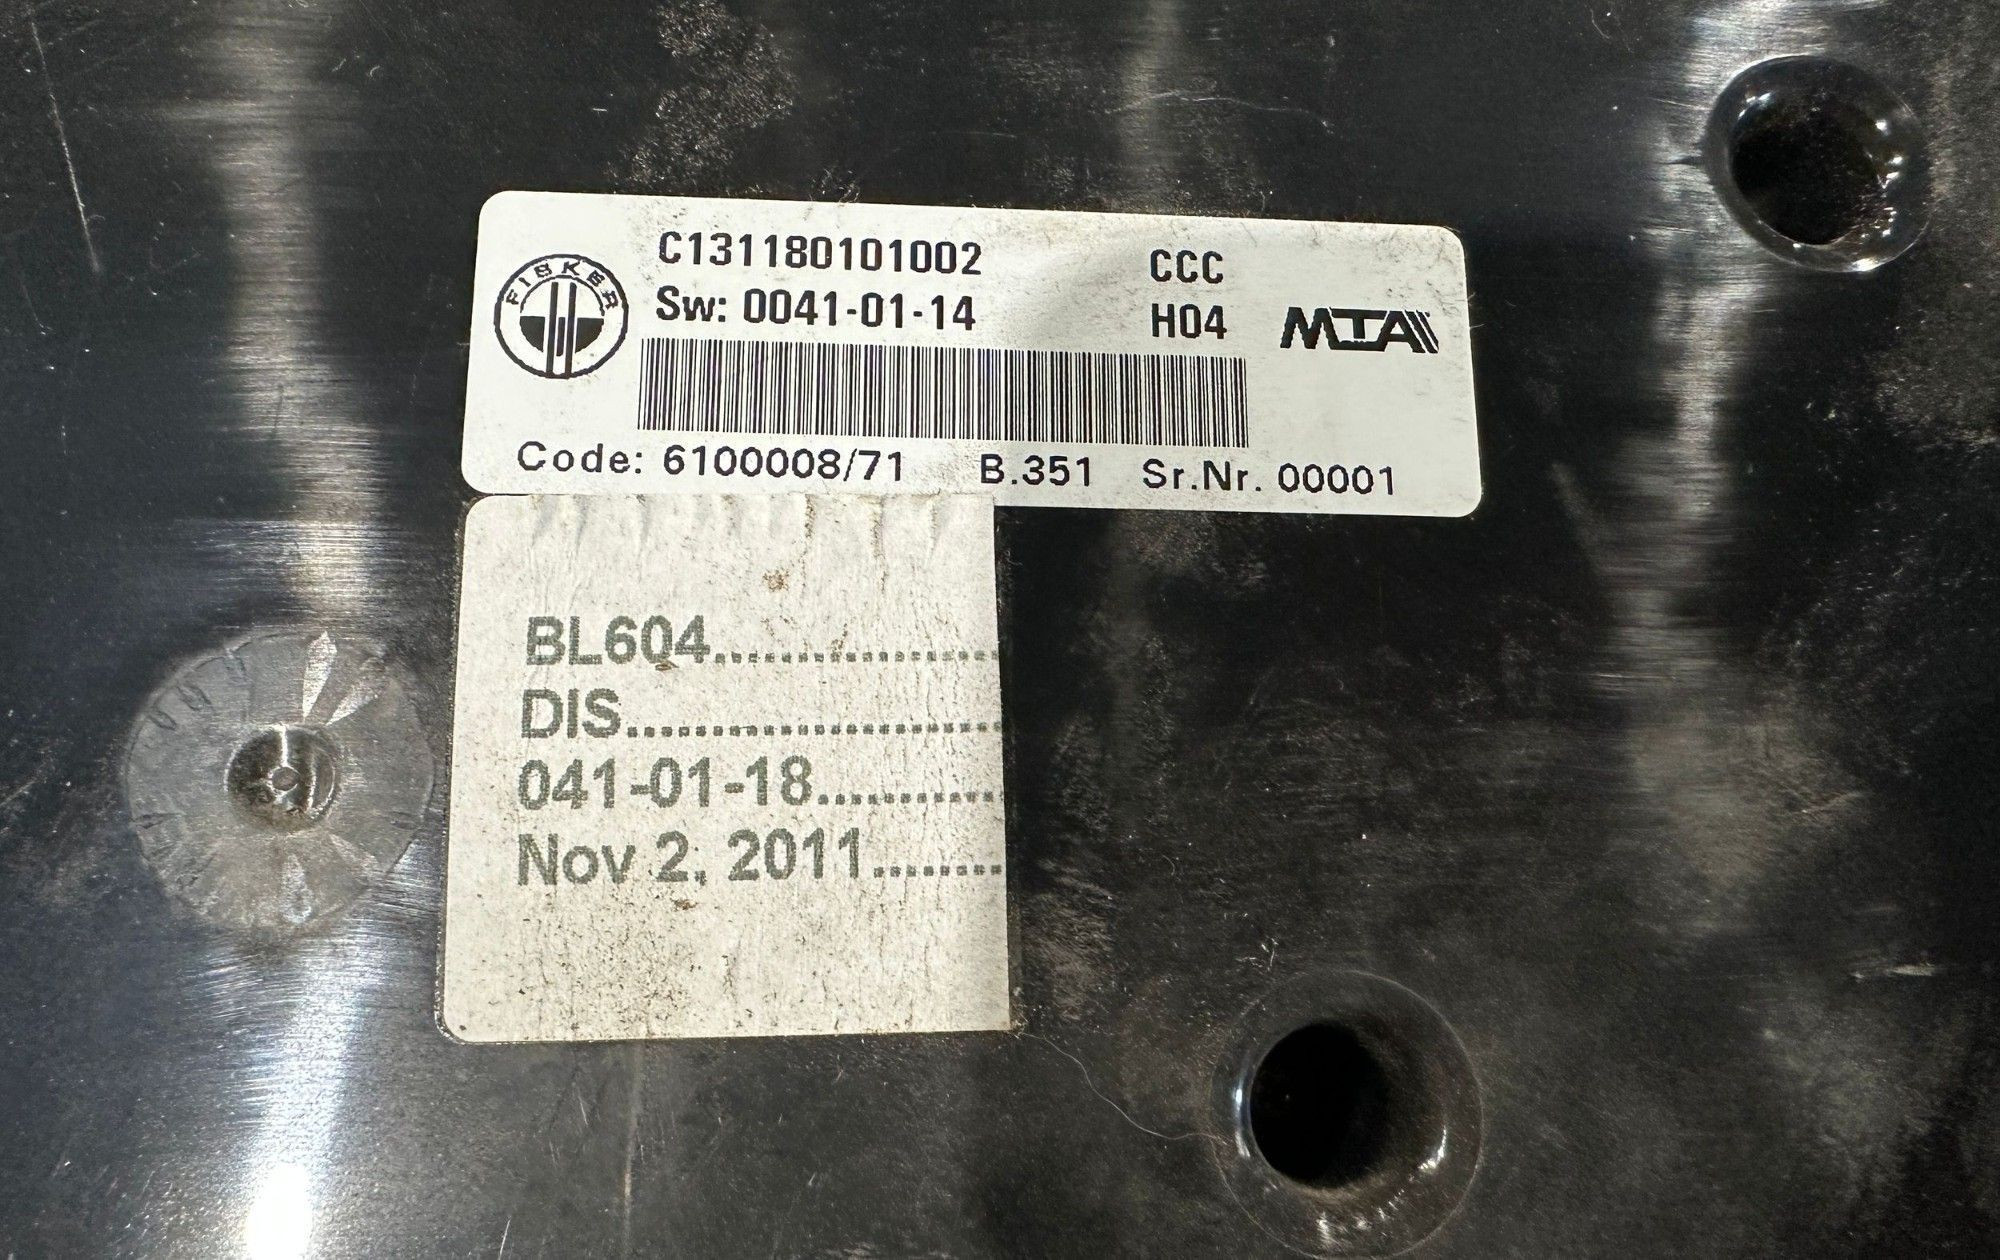 FISKER
C131180101002
CCC
Sw: 0041-01-14
H04
MTA
Code: 6100008/71 B.351 Sr.Nr. 00001
BL604....................
DIS..........................
041-01-18.............
Nov 2, 2011.........